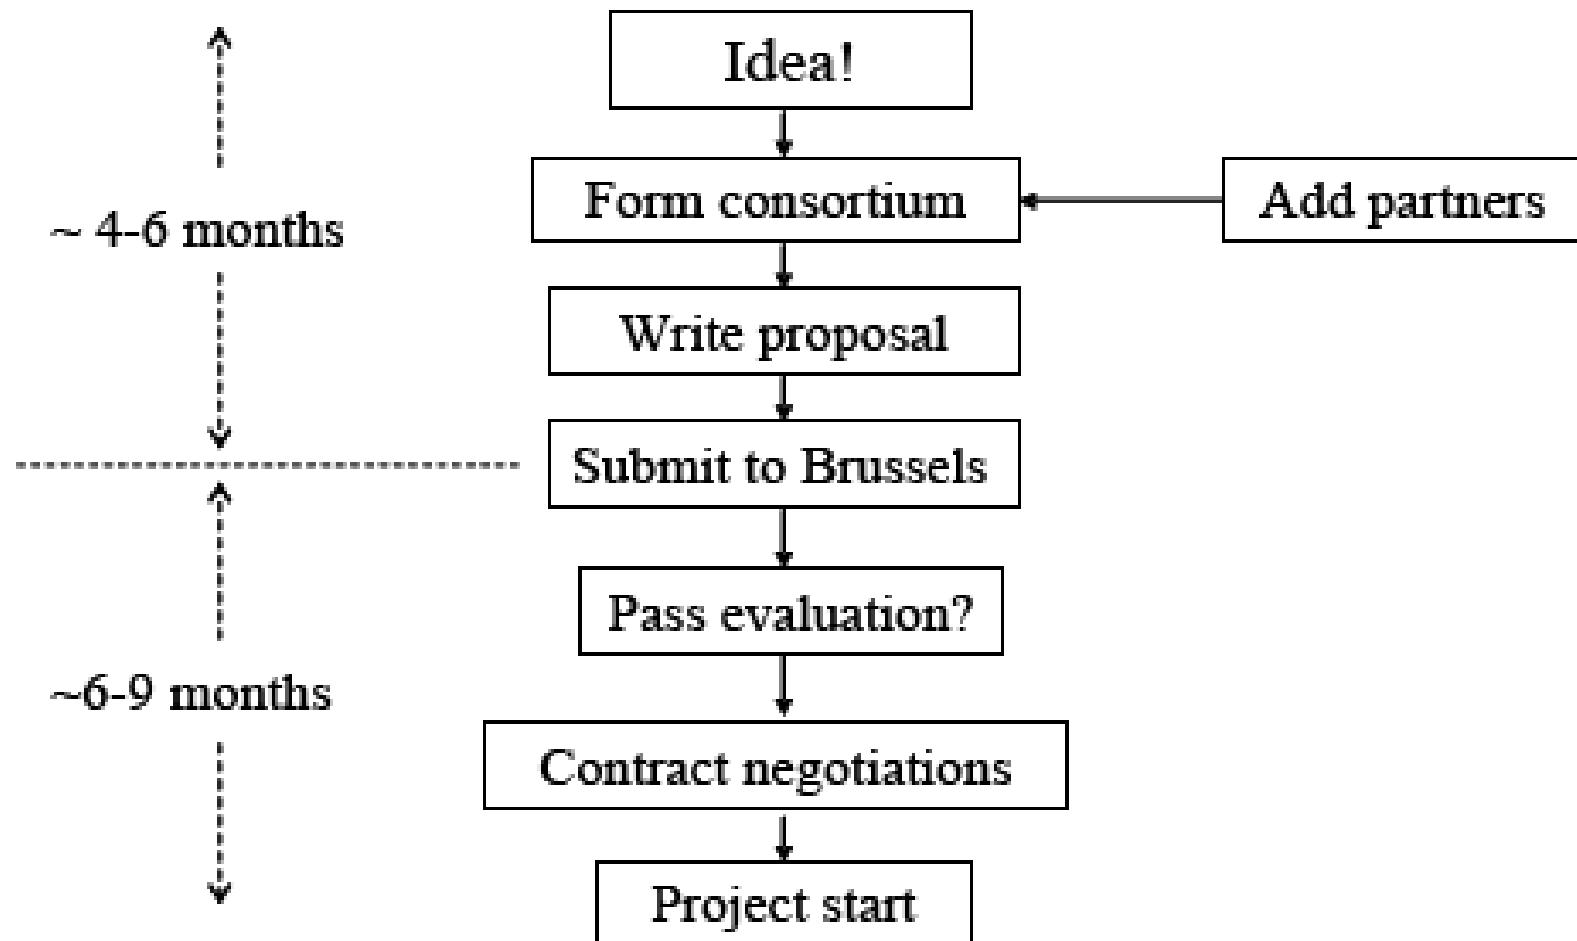 Idea!
Form consortium
Add partners
~ 4-6 months
Write proposal
Submit to Brussels
Pass evaluation?
~6-9 months
Contract negotiations
Project start